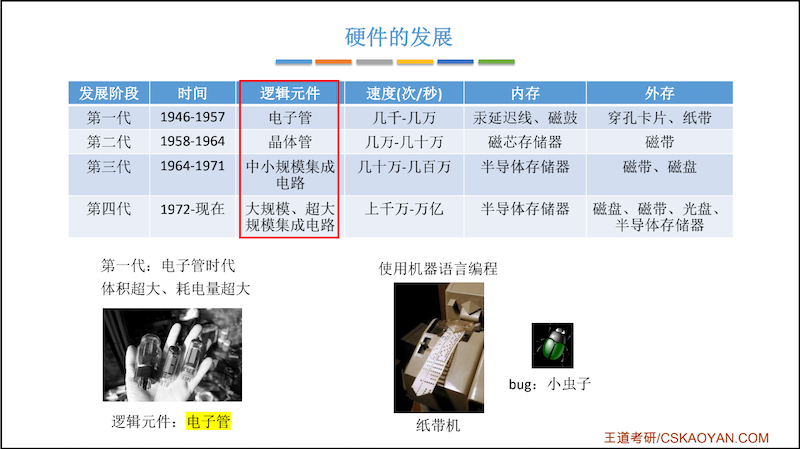 硬件的发展
发展阶段 时间 逻辑元件 速度(次/秒) 内存 外存
第一代 1946-1957 电子管 几千-几万 汞延迟线、磁鼓 穿孔卡片、纸带
第二代 1958-1964 晶体管 几万-几十万 磁芯存储器 磁带
第三代 1964-1971 中小规模集成 几十万-几百万 半导体存储器 磁带、磁盘
电路
第四代 1972-现在 大规模、超大 上千万-万亿 半导体存储器 磁盘、磁带、光盘、
规模集成电路 半导体存储器
第一代：电子管时代
体积超大、耗电量超大
逻辑元件：电子管
使用机器语言编程
纸带机
bug：小虫子
王道考研/CSKAOYAN.COM